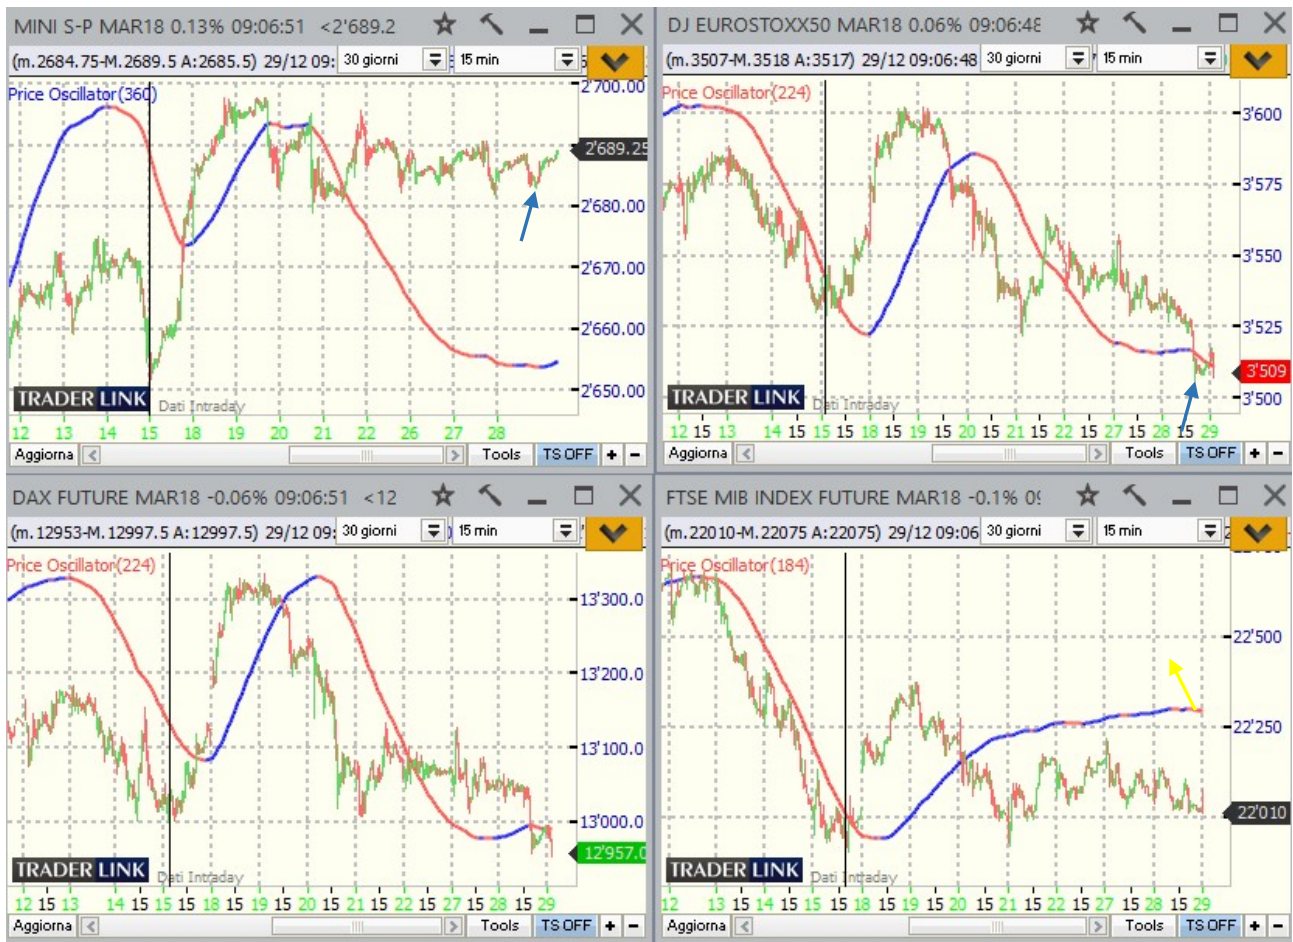 MINI S-P MAR18 0.13% 09:06:51 <2'689.2
(m.2684.75-M.2689.5 A:2685.5) 29/12 09: 30 giorni 15 min
Price Oscillator(360)
2'700.00
2'689.25
2'680.00
2'670.00
2'660.00
2'650.00
TRADER LINK
Dati Intraday
12 13 14 15 18 19 20 21 22 26 27 28
Aggiorna Tools TS OFF + -
DJ EUROSTOXX50 MAR18 0.06% 09:06:48
(m.3507-M.3518 A:3517) 29/12 09:06:48 30 giorni 15 min
Price Oscillator(224)
3'600
3'575
3'550
3'525
3'509
3'500
TRADER LINK
Dati Intraday
12 15 13 14 15 15 18 15 19 15 20 15 21 15 22 15 27 15 28 15 29
Aggiorna Tools TS OFF + -
DAX FUTURE MAR18 -0.06% 09:06:51 <12
(m.12953-M.12997.5 A:12997.5) 29/12 09: 30 giorni 15 min
Price Oscillator(224)
13'300.0
13'200.0
13'100.0
13'000.0
12'957.0
TRADER LINK
Dati Intraday
12 15 13 14 15 15 15 18 15 19 15 20 15 21 15 22 15 27 15 28 15 29
Aggiorna Tools TS OFF + -
FTSE MIB INDEX FUTURE MAR18 -0.1% 09
(m.22010-M.22075 A:22075) 29/12 09:06 30 giorni 15 min
Price Oscillator(184)
22'500
22'250
22'010
TRADER LINK
Dati Intraday
12 15 13 14 15 15 15 18 15 19 15 20 15 21 15 22 15 27 15 28 15 29
Aggiorna Tools TS OFF + -